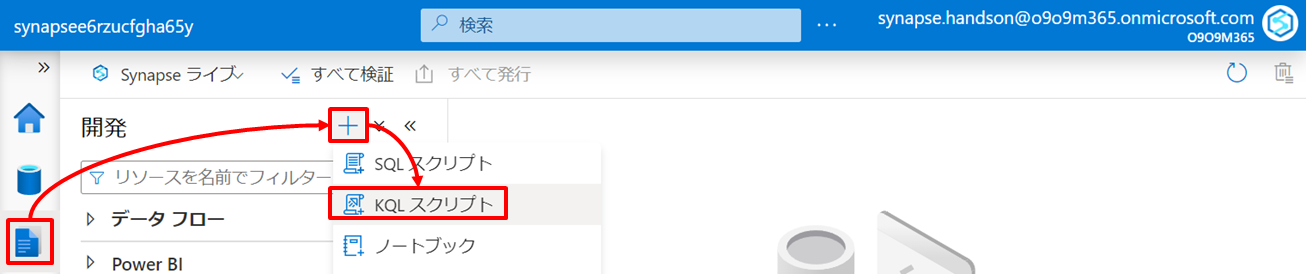 synapsee6rzucfgha65y
検索
synapse.handson@o9o9m365.onmicrosoft.com
O9O9M365
Synapse ライブ
すべて検証
すべて発行
開発
リソースを名前でフィルター
SQL スクリプト
データ フロー
KQL スクリプト
ノートブック
Power BI